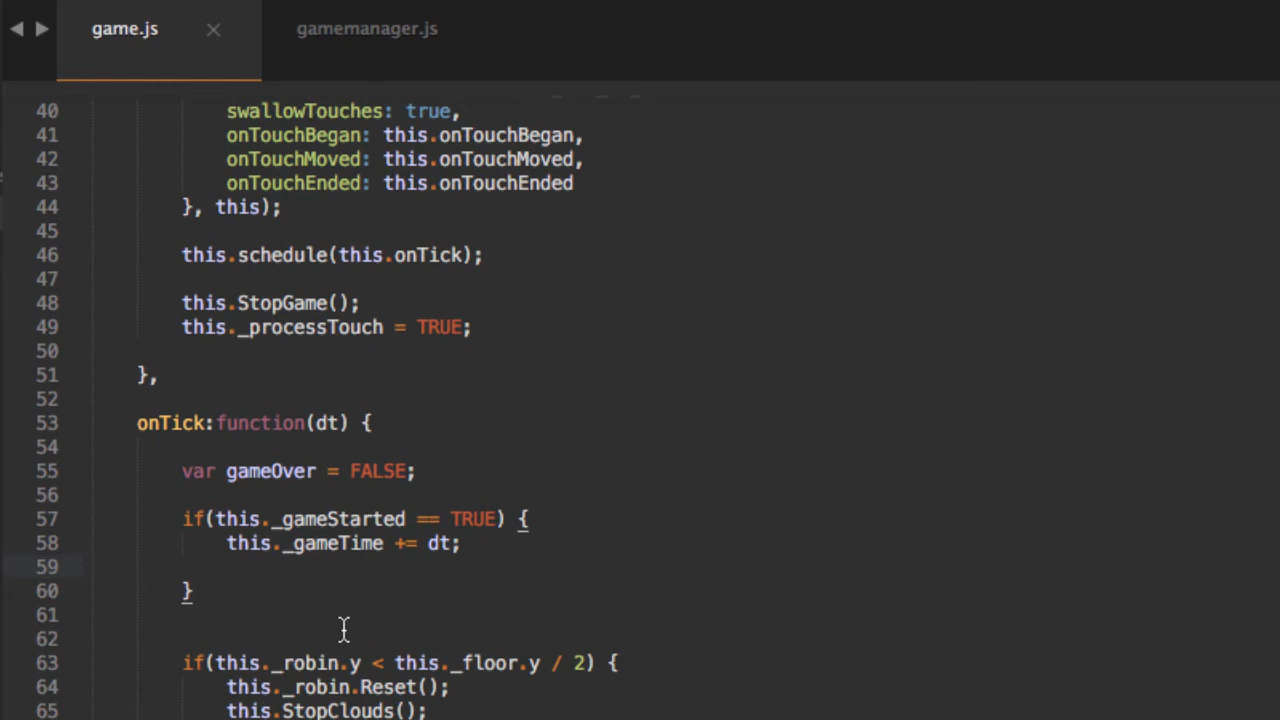 game.js
gamemanager.js
40 swallowTouches: true,
41 onTouchBegan: this.onTouchBegan,
42 onTouchMoved: this.onTouchMoved,
43 onTouchEnded: this.onTouchEnded
44 }, this);
45
46 this.schedule(this.onTick);
47
48 this.StopGame();
49 this._processTouch = TRUE;
50
51 },
52
53 onTick:function(dt) {
54
55 var gameOver = FALSE;
56
57 if(this._gameStarted == TRUE) {
58 this._gameTime += dt;
59
60 }
61
62
63 if(this._robin.y < this._floor.y / 2) {
64 this._robin.Reset();
65 this.StopClouds();